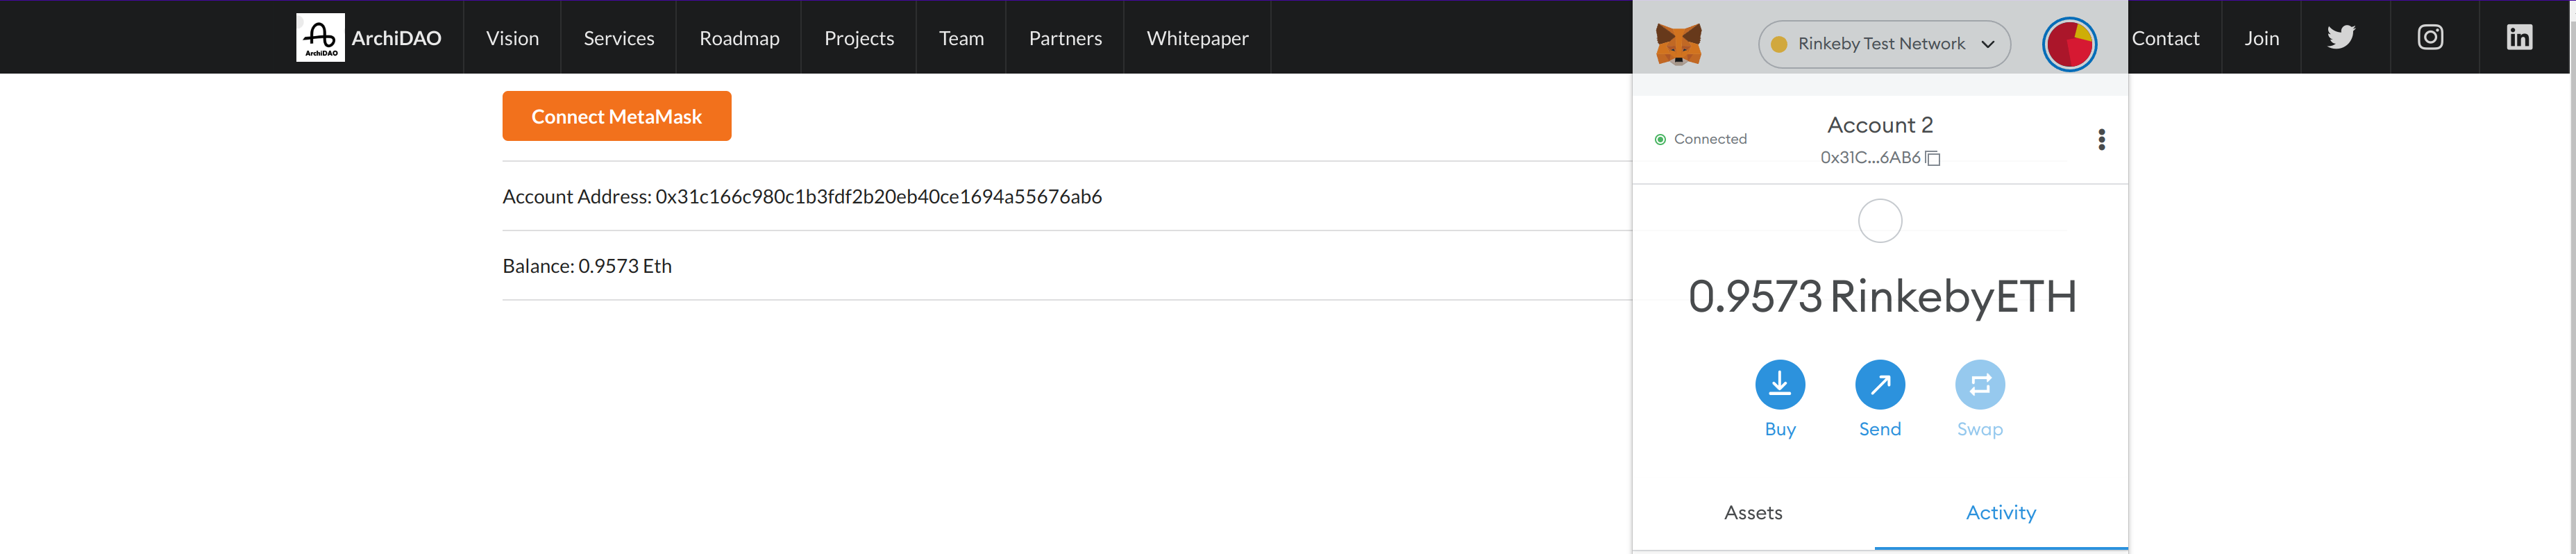 ArchiDAO ArchiDAO Vision Services Roadmap Projects Team Partners Whitepaper Rinkeby Test Network Contact Join
Connect MetaMask
Account Address: 0x31c166c980c1b3fdf2b20eb40ce1694a55676ab6
Balance: 0.9573 Eth
Connected
Account 2
0x31C...6AB6
0.9573 RinkebyETH
Buy Send Swap
Assets Activity